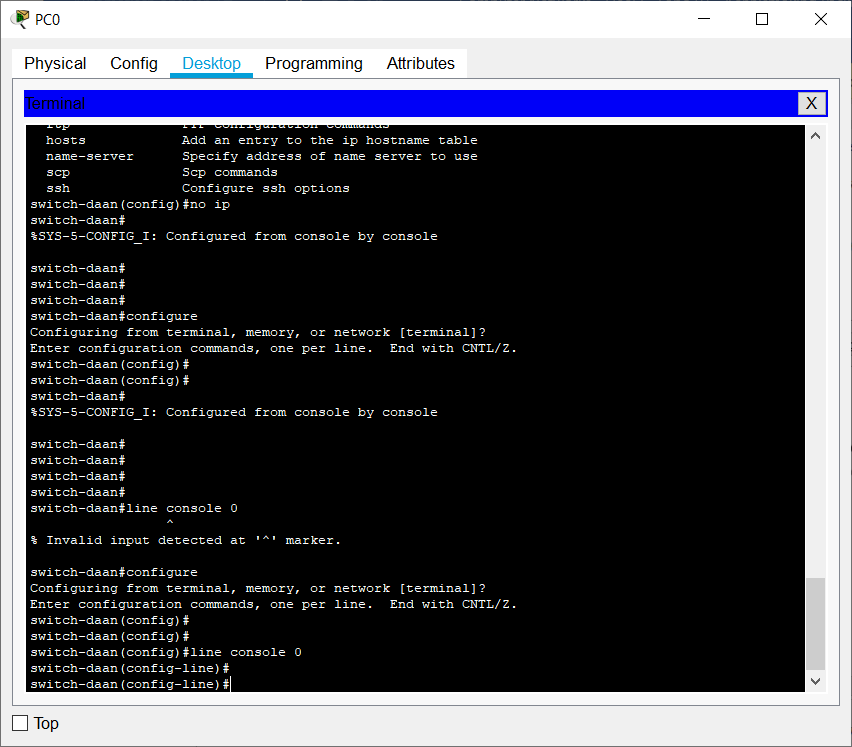 PC0
Physical Config Desktop Programming Attributes
Terminal X
ftp FTP configuration commands
hosts Add an entry to the ip hostname table
name-server Specify address of name server to use
scp Scp commands
ssh Configure ssh options
switch-daan(config)#no ip
switch-daan#
%SYS-5-CONFIG_I: Configured from console by console
switch-daan#
switch-daan#
switch-daan#
switch-daan#configure
Configuring from terminal, memory, or network [terminal]?
Enter configuration commands, one per line.  End with CNTL/Z.
switch-daan(config)#
switch-daan(config)#
switch-daan#
%SYS-5-CONFIG_I: Configured from console by console
switch-daan#
switch-daan#
switch-daan#
switch-daan#
switch-daan#line console 0
^
% Invalid input detected at '^' marker.
switch-daan#configure
Configuring from terminal, memory, or network [terminal]?
Enter configuration commands, one per line.  End with CNTL/Z.
switch-daan(config)#
switch-daan(config)#
switch-daan(config)#line console 0
switch-daan(config-line)#
switch-daan(config-line)#
Top